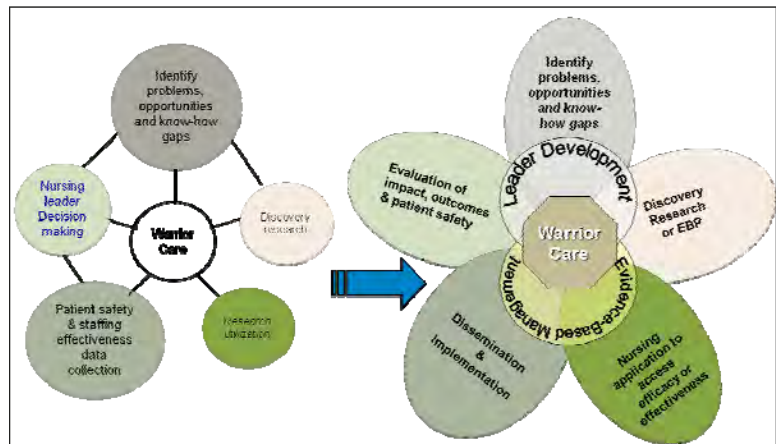 Identify
problems,
opportunities
and know-how
gaps
Nursing
leader
Decision
making
Warrior
Care
Discovery
research
Patient safety
& staffing
effectiveness
data
collection
Research
utilization
Identify
problems,
opportunities
and know-
how gaps
Evaluation of
impact, outcomes
& patient safety
Leader Development
Discovery
Research
or EBP
Warrior
Care
Evidence-Based Management
Dissemination
&
Implementation
Nursing
application to
access
efficacy or
effectiveness